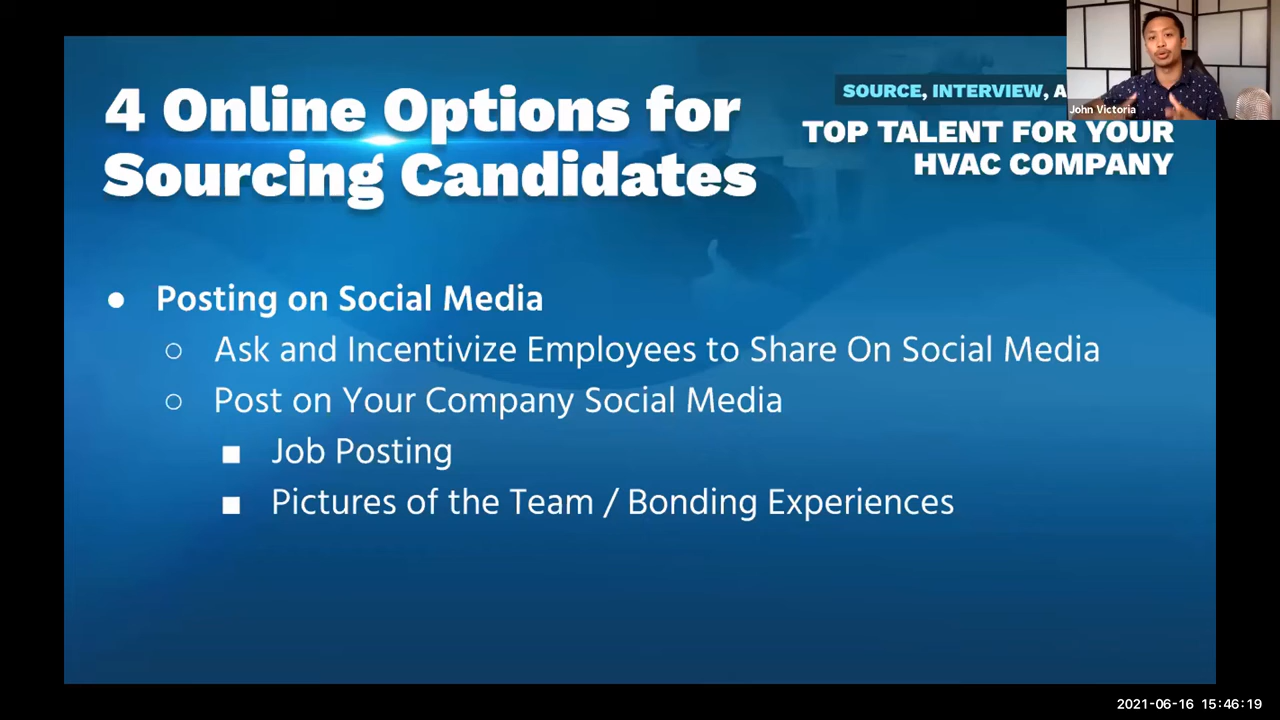 4 Online Options for
Sourcing Candidates
SOURCE, INTERVIEW, A
TOP TALENT FOR YOUR
HVAC COMPANY
John Victoria
● Posting on Social Media
○ Ask and Incentivize Employees to Share On Social Media
○ Post on Your Company Social Media
■ Job Posting
■ Pictures of the Team / Bonding Experiences
2021-06-16 15:46:19